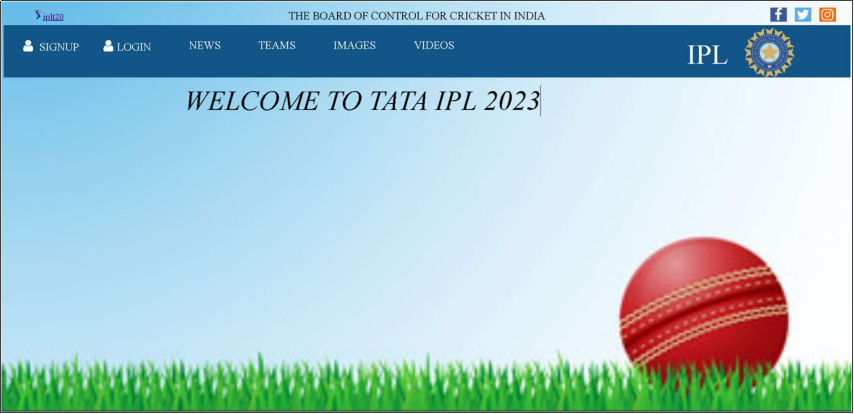 iplt20 THE BOARD OF CONTROL FOR CRICKET IN INDIA
SIGNUP LOGIN NEWS TEAMS IMAGES VIDEOS IPL
WELCOME TO TATA IPL 2023